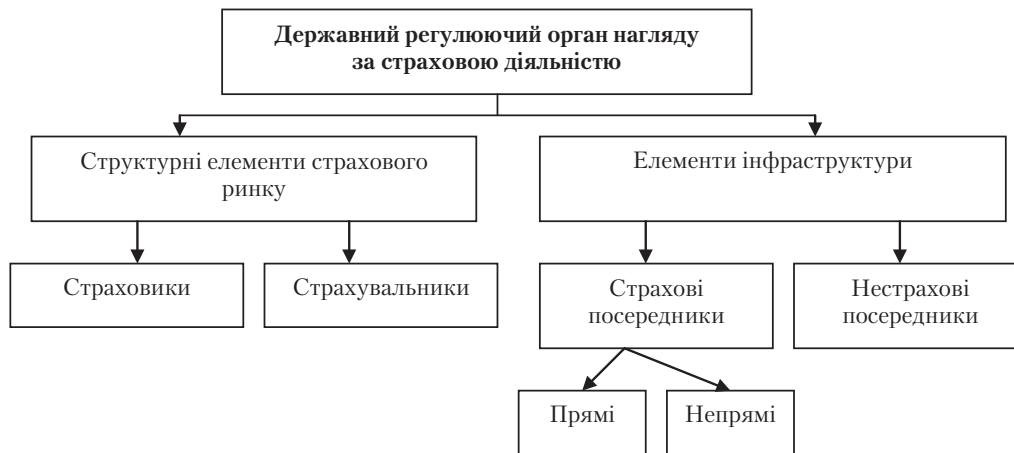 Державний регулюючий орган нагляду
за страховою діяльністю
Структурні елементи страхового
ринку
Елементи інфраструктури
Страховики
Страхувальники
Страхові
посередники
Нестрахові
посередники
Прямі
Непрямі